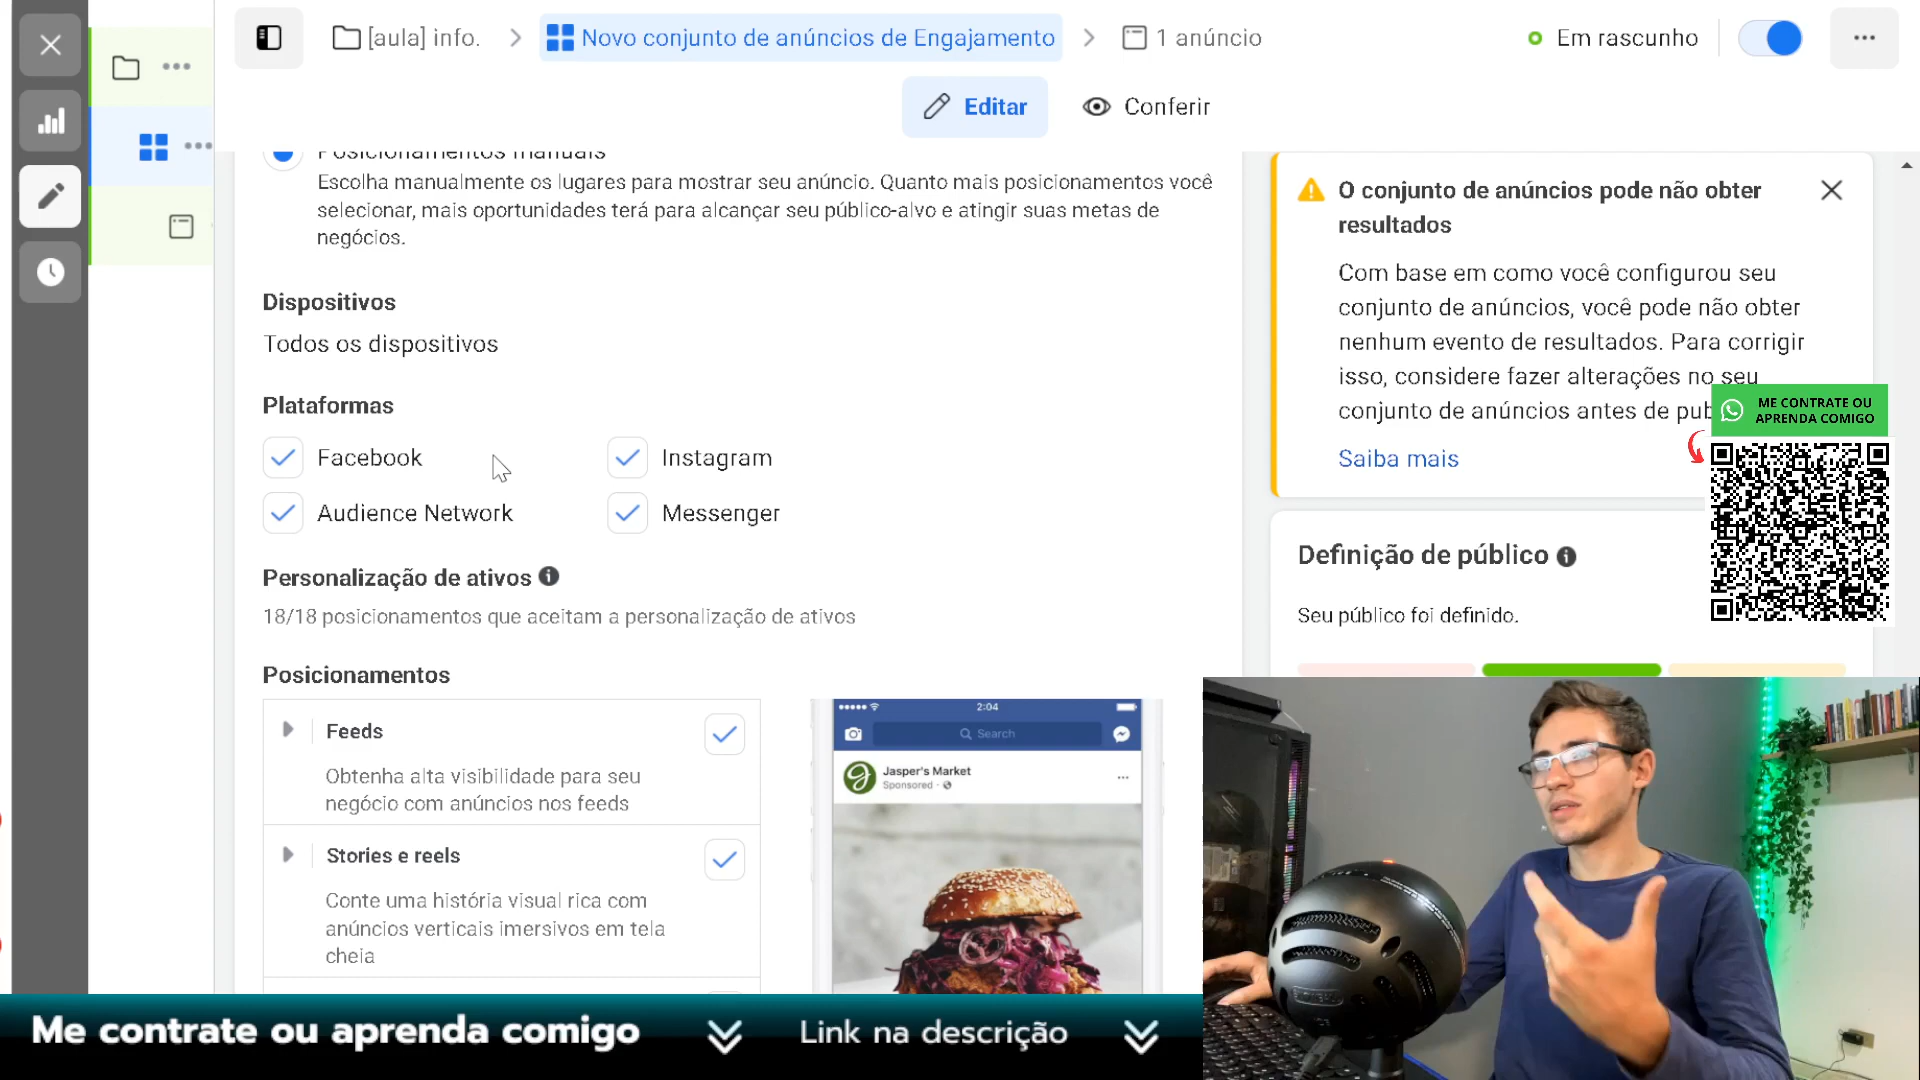 [aula] info.
Novo conjunto de anúncios de Engajamento
1 anúncio
Em rascunho
Editar
Conferir
Posicionamentos manuais
Escolha manualmente os lugares para mostrar seu anúncio. Quanto mais posicionamentos você
selecionar, mais oportunidades terá para alcançar seu público-alvo e atingir suas metas de
negócios.
Dispositivos
Todos os dispositivos
Plataformas
Facebook
Instagram
Audience Network
Messenger
Personalização de ativos
18/18 posicionamentos que aceitam a personalização de ativos
Posicionamentos
Feeds
Obtenha alta visibilidade para seu
negócio com anúncios nos feeds
Stories e reels
Conte uma história visual rica com
anúncios verticais imersivos em tela
cheia
2:04
Search
Jasper's Market
Sponsored
O conjunto de anúncios pode não obter
resultados
Com base em como você configurou seu
conjunto de anúncios, você pode não obter
nenhum evento de resultados. Para corrigir
isso, considere fazer alterações no seu
conjunto de anúncios antes de pub
Saiba mais
ME CONTRATE OU
APRENDA COMIGO
Definição de público
Seu público foi definido.
Me contrate ou aprenda comigo
Link na descrição